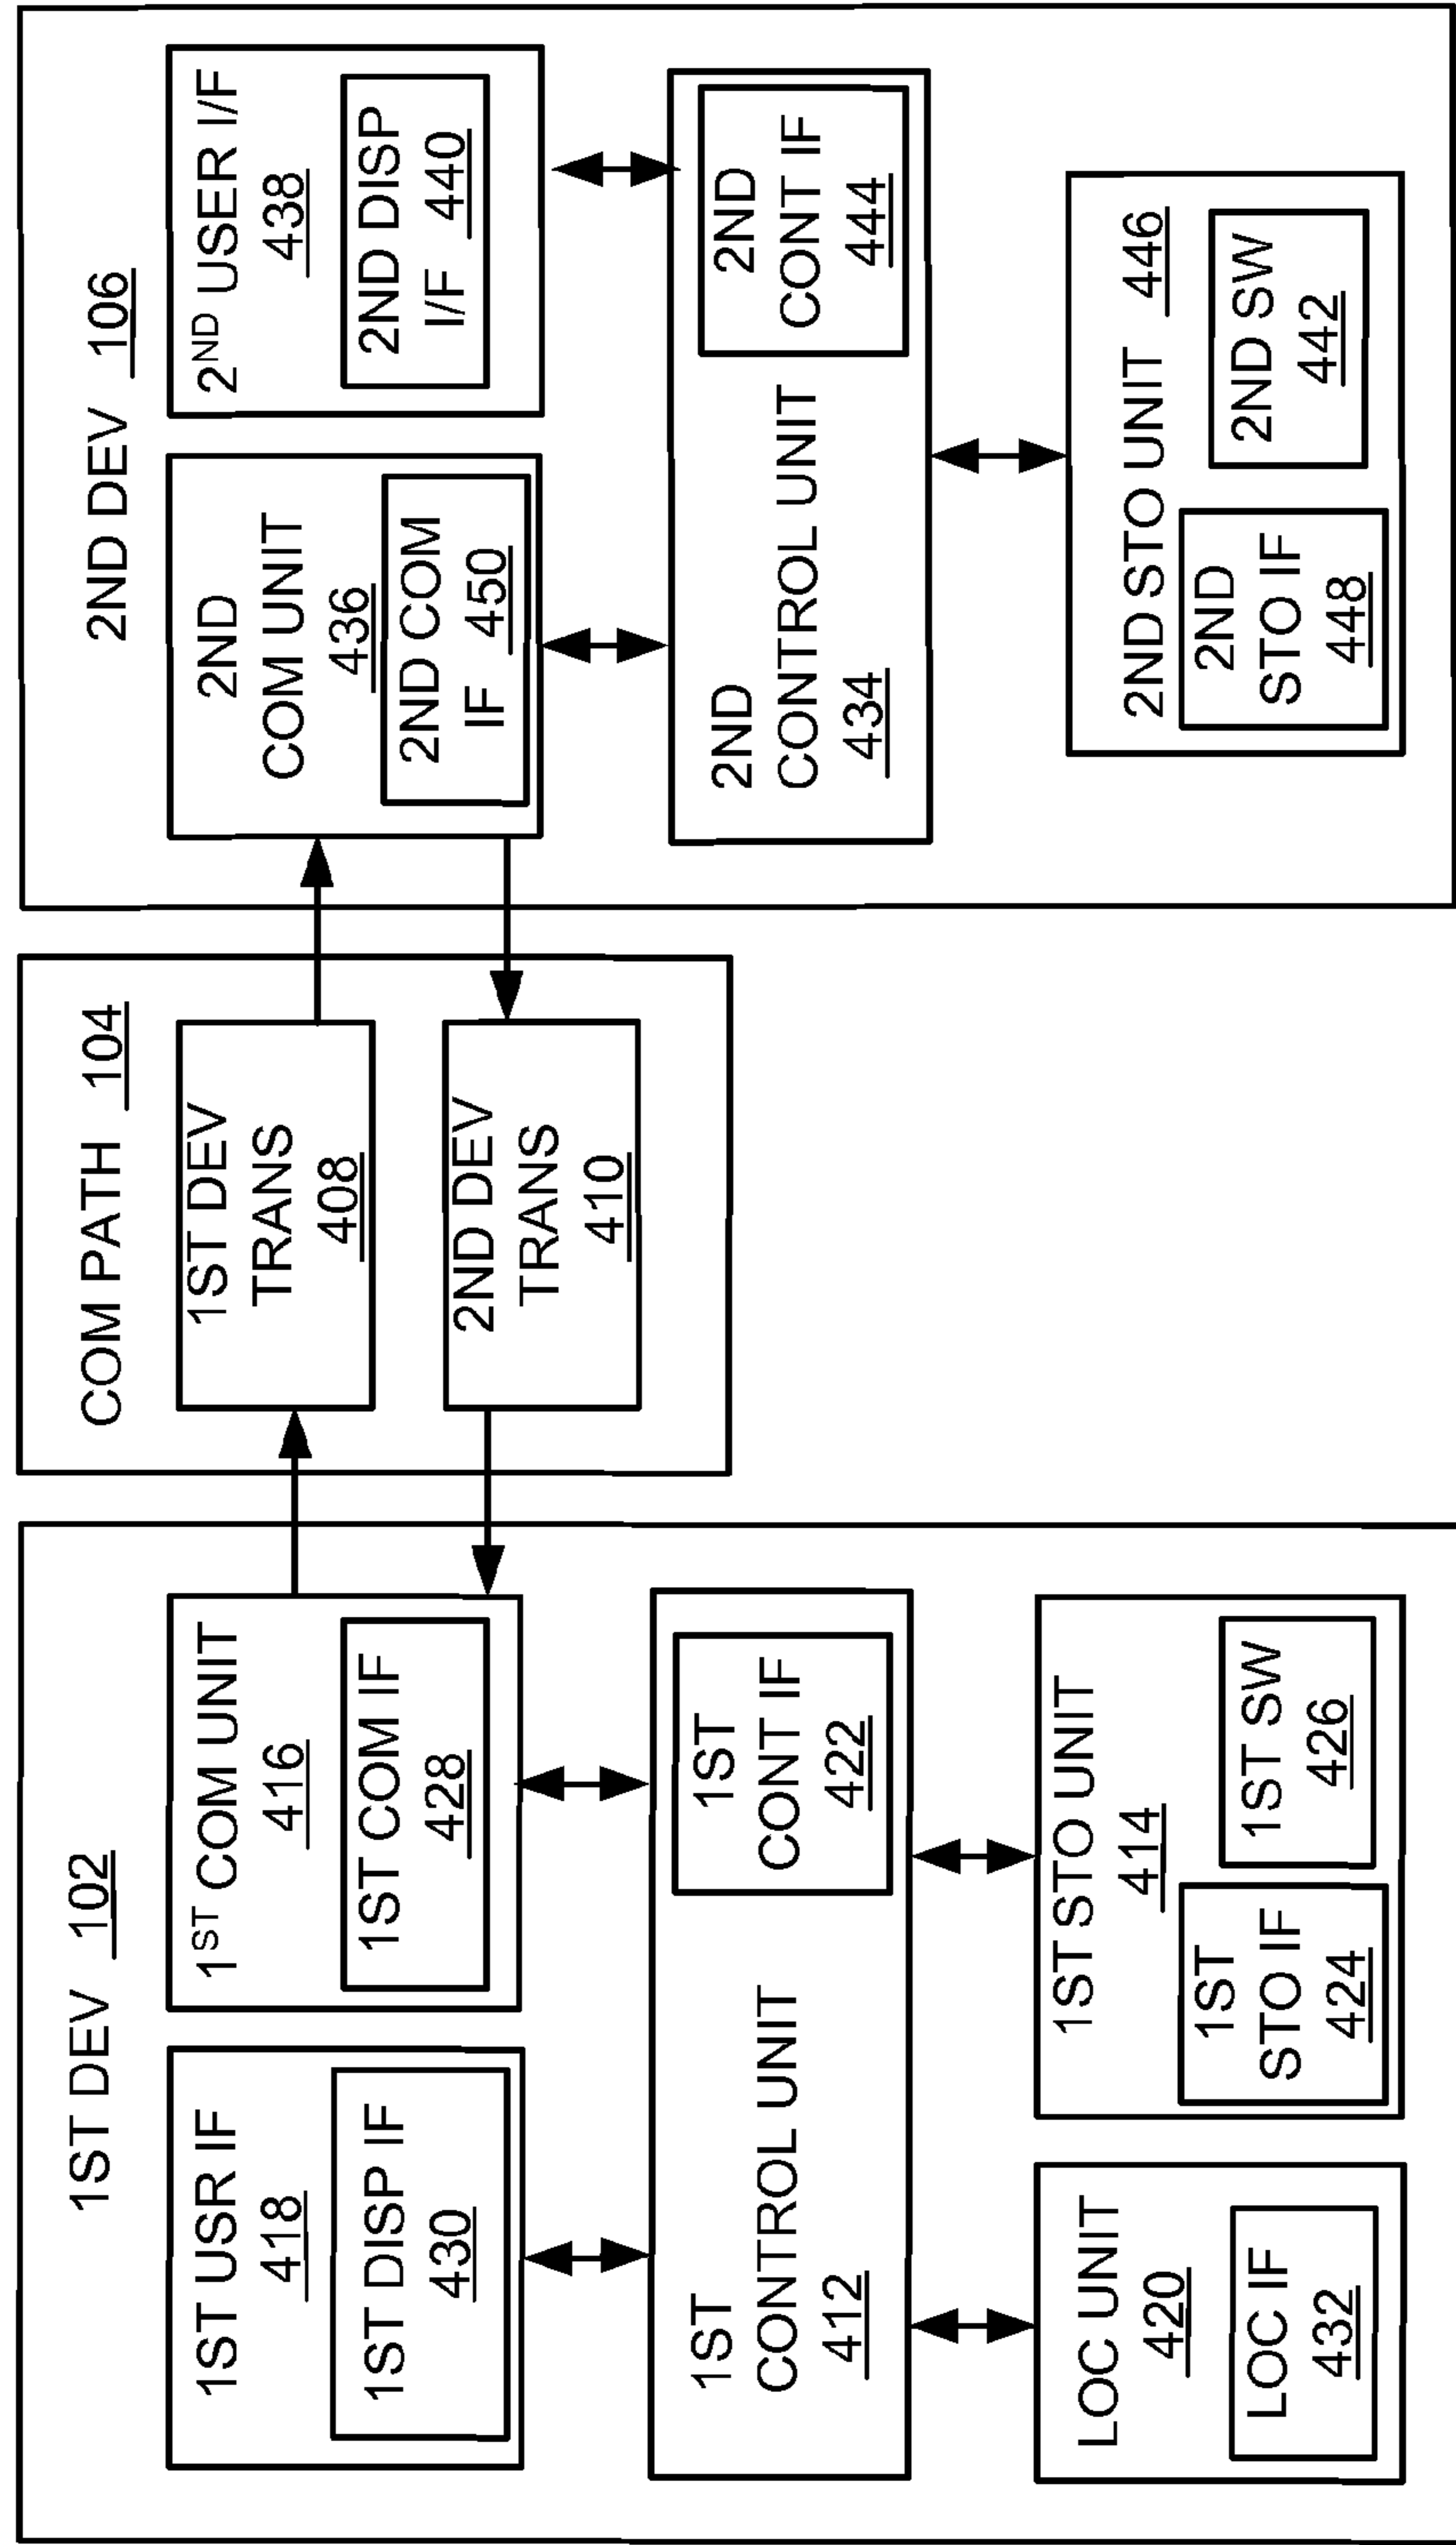 1ST DEV 102
1ST USR IF
418
1ST DISP IF
430
1ST COM UNIT
416
1ST COM IF
428
1ST
CONTROL UNIT
412
1ST
CONT IF
422
LOC UNIT
420
LOC IF
432
1ST STO UNIT
414
1ST
STO IF
424
1ST SW
426
COM PATH 104
1ST DEV
TRANS
408
2ND DEV
TRANS
410
2ND DEV 106
2ND
COM UNIT
436
2ND COM
IF 450
2ND USER I/F
438
2ND DISP
I/F 440
2ND
CONTROL UNIT
434
2ND
CONT IF
444
2ND STO UNIT 446
2ND
STO IF
448
2ND SW
442